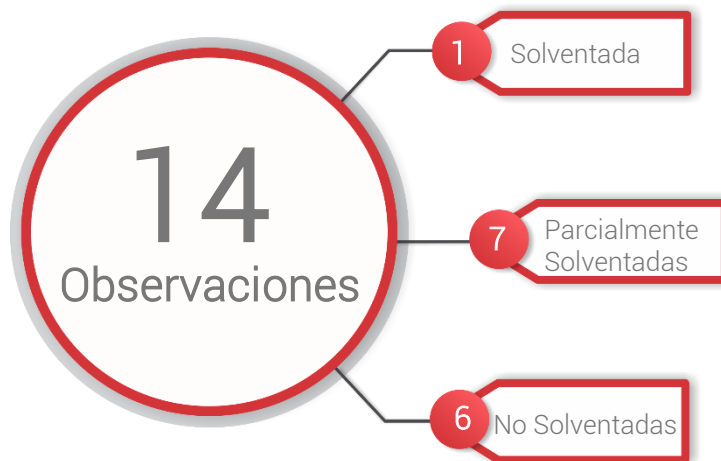 14
Observaciones
1
Solventada
7
Parcialmente
Solventadas
6
No Solventadas